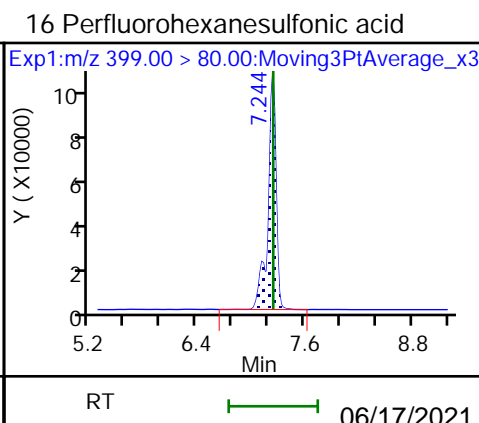 16 Perfluorohexanesulfonic acid
Exp1:m/z 399.00 > 80.00:Moving3PtAverage_x3
7.244
Y ( X10000)
10
8
6
4
2
0
5.2 6.4 7.6 8.8
Min
RT
06/17/2021